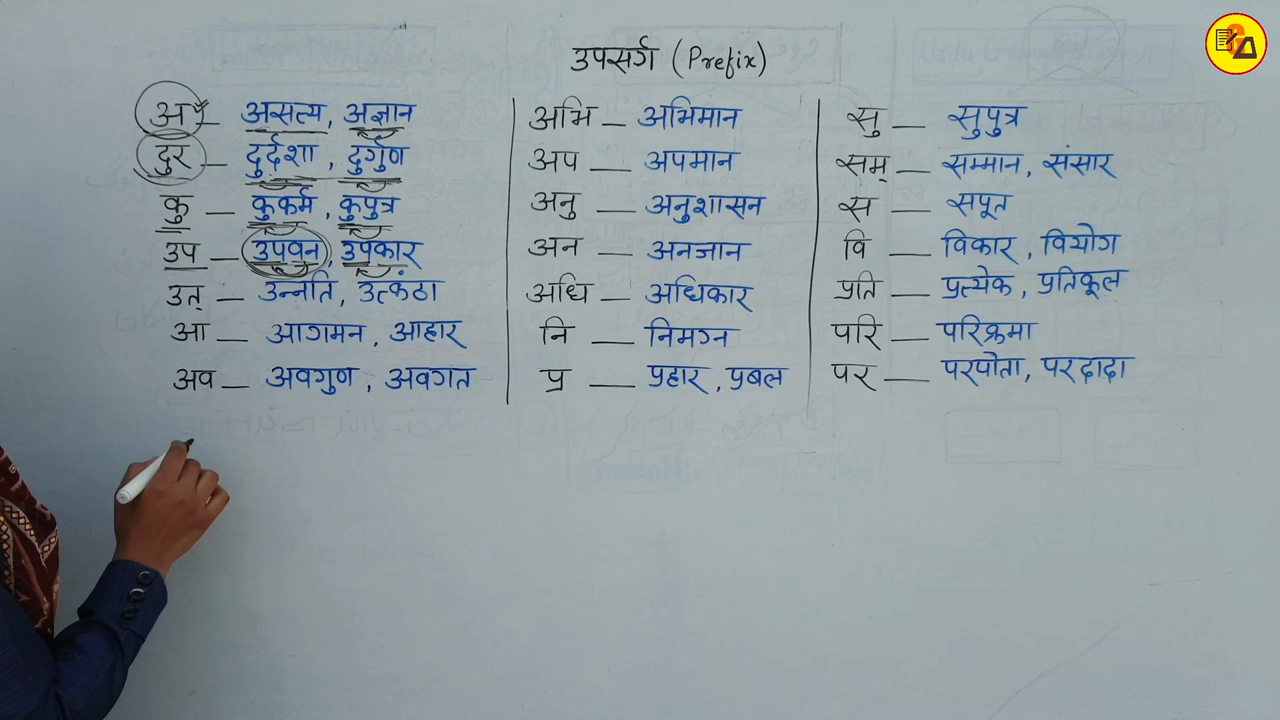 उपसर्ग (Prefix)
अ – असत्य, अज्ञान
दुर – दुर्दशा, दुर्गुण
कु – कुकर्म, कुपुत्र
उप – उपवन, उपकार
उत् – उन्नति, उत्कंठा
आ – आगमन, आहार
अव – अवगुण, अवगत
अभि – अभिमान
अप – अपमान
अनु – अनुशासन
अन – अनजान
अधि – अधिकार
नि – निमग्न
प्र – प्रहार, प्रबल
सु – सुपुत्र
सम् – सम्मान, संसार
स – सपूत
वि – विकार, वियोग
प्रति – प्रत्येक, प्रतिकूल
परि – परिक्रमा
पर – परपोता, परदादा